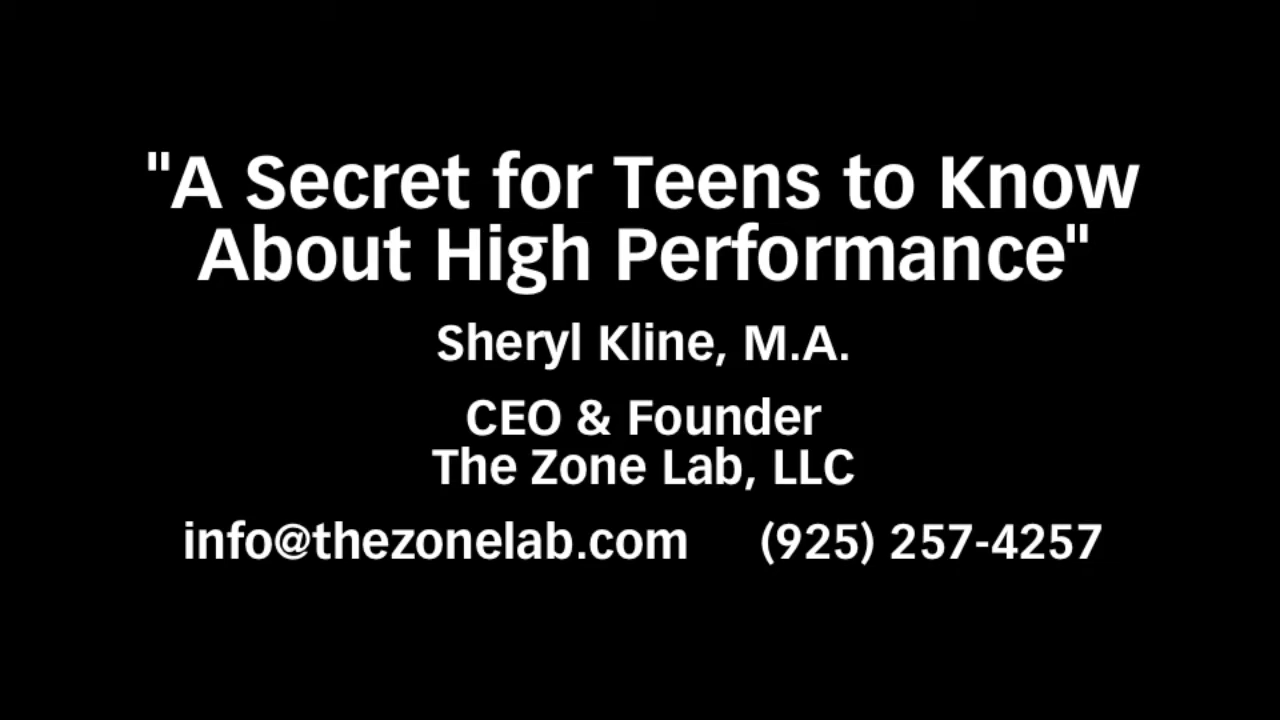 "A Secret for Teens to Know
About High Performance"
Sheryl Kline, M.A.
CEO & Founder
The Zone Lab, LLC
info@thezonelab.com (925) 257-4257